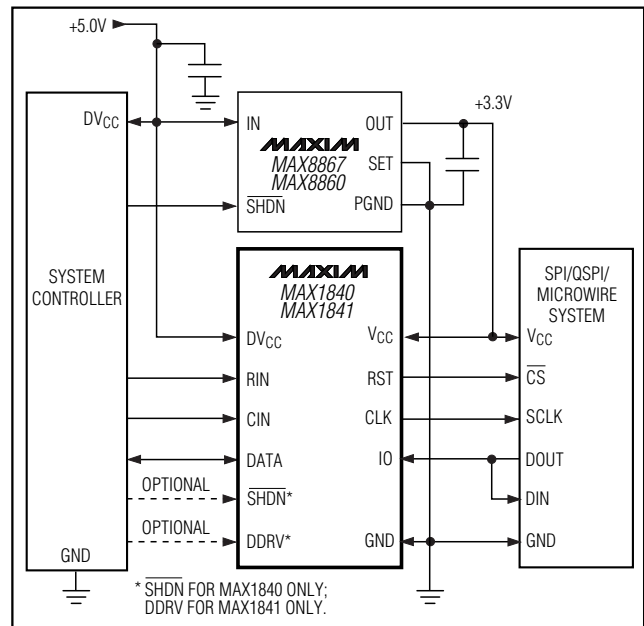 +5.0V
+3.3V
DVCC
IN
OUT
MAXIM
MAX8867
MAX8860
SET
SHDN
PGND
SYSTEM
CONTROLLER
MAXIM
MAX1840
MAX1841
SPI/QSPI/
MICROWIRE
SYSTEM
DVCC
VCC
VCC
RIN
RST
CS
CIN
CLK
SCLK
DATA
IO
DOUT
OPTIONAL
SHDN*
DIN
OPTIONAL
DDRV*
GND
GND
GND
* SHDN FOR MAX1840 ONLY;
DDRV FOR MAX1841 ONLY.